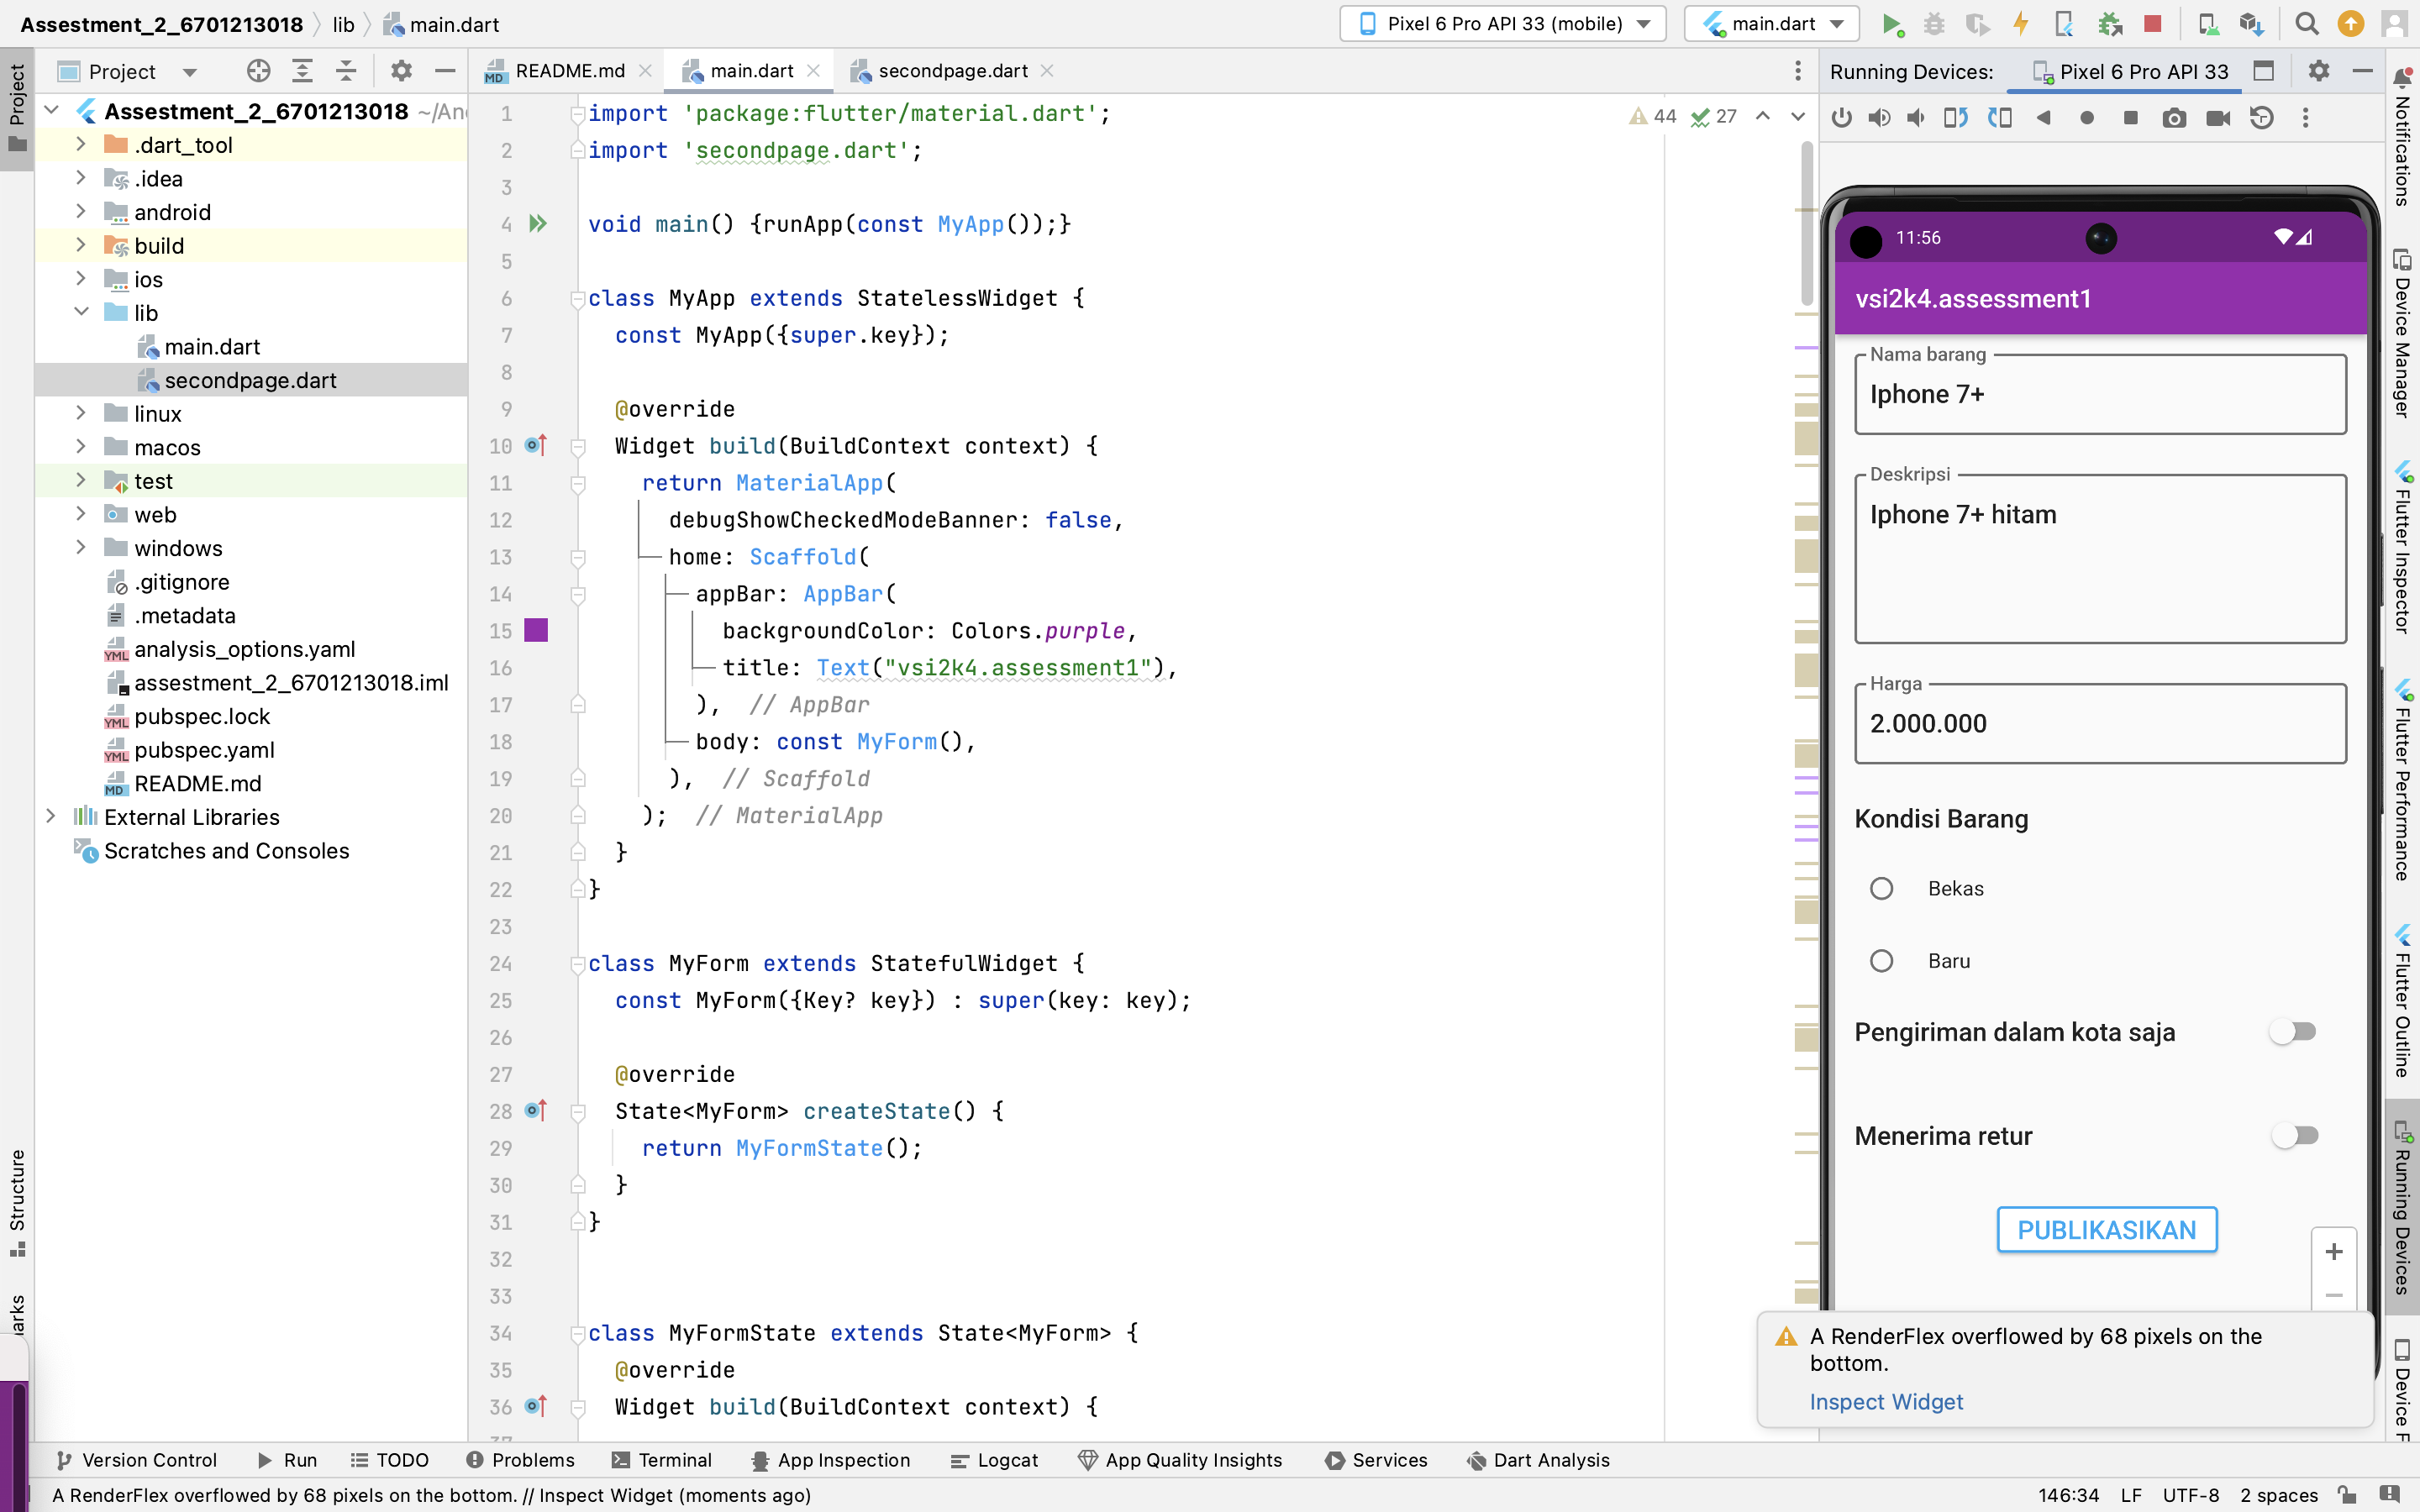 Assestment_2_6701213018 lib main.dart
Pixel 6 Pro API 33 (mobile)
main.dart
Project
README.md
main.dart
secondpage.dart
Running Devices:
Pixel 6 Pro API 33
Project
Structure
arks
Assestment_2_6701213018 ~/An
.dart_tool
.idea
android
build
ios
lib
main.dart
secondpage.dart
linux
macos
test
web
windows
.gitignore
.metadata
analysis_options.yaml
assestment_2_6701213018.iml
pubspec.lock
pubspec.yaml
README.md
External Libraries
Scratches and Consoles
44 27
1 import 'package:flutter/material.dart';
2 import 'secondpage.dart';
3
4 void main() {runApp(const MyApp());}
5
6 class MyApp extends StatelessWidget {
7 const MyApp({super.key});
8
9 @override
10 Widget build(BuildContext context) {
11 return MaterialApp(
12 debugShowCheckedModeBanner: false,
13 home: Scaffold(
14 appBar: AppBar(
15 backgroundColor: Colors.purple,
16 title: Text("vsi2k4.assessment1"),
17 ), // AppBar
18 body: const MyForm(),
19 ), // Scaffold
20 ); // MaterialApp
21 }
22 }
23
24 class MyForm extends StatefulWidget {
25 const MyForm({Key? key}) : super(key: key);
26
27 @override
28 State<MyForm> createState() {
29 return MyFormState();
30 }
31 }
32
33
34 class MyFormState extends State<MyForm> {
35 @override
36 Widget build(BuildContext context) {
11:56
vsi2k4.assessment1
Nama barang
Iphone 7+
Deskripsi
Iphone 7+ hitam
Harga
2.000.000
Kondisi Barang
Bekas
Baru
Pengiriman dalam kota saja
Menerima retur
PUBLIKASIKAN
A RenderFlex overflowed by 68 pixels on the
bottom.
Inspect Widget
Notifications
Device Manager
Flutter Inspector
Flutter Performance
Flutter Outline
Running Devices
Device F
Version Control
Run
TODO
Problems
Terminal
App Inspection
Logcat
App Quality Insights
Services
Dart Analysis
A RenderFlex overflowed by 68 pixels on the bottom. // Inspect Widget (moments ago)
146:34 LF UTF-8 2 spaces